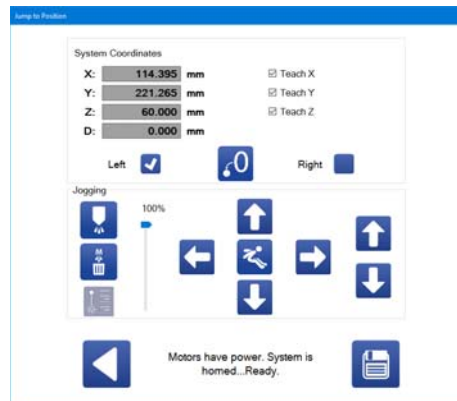 Jump to Position
System Coordinates
X: 114.395 mm
Teach X
Y: 221.265 mm
Teach Y
Z: 60.000 mm
Teach Z
D: 0.000 mm
Left
0
Right
Jogging
100%
M
Motors have power. System is
homed...Ready.